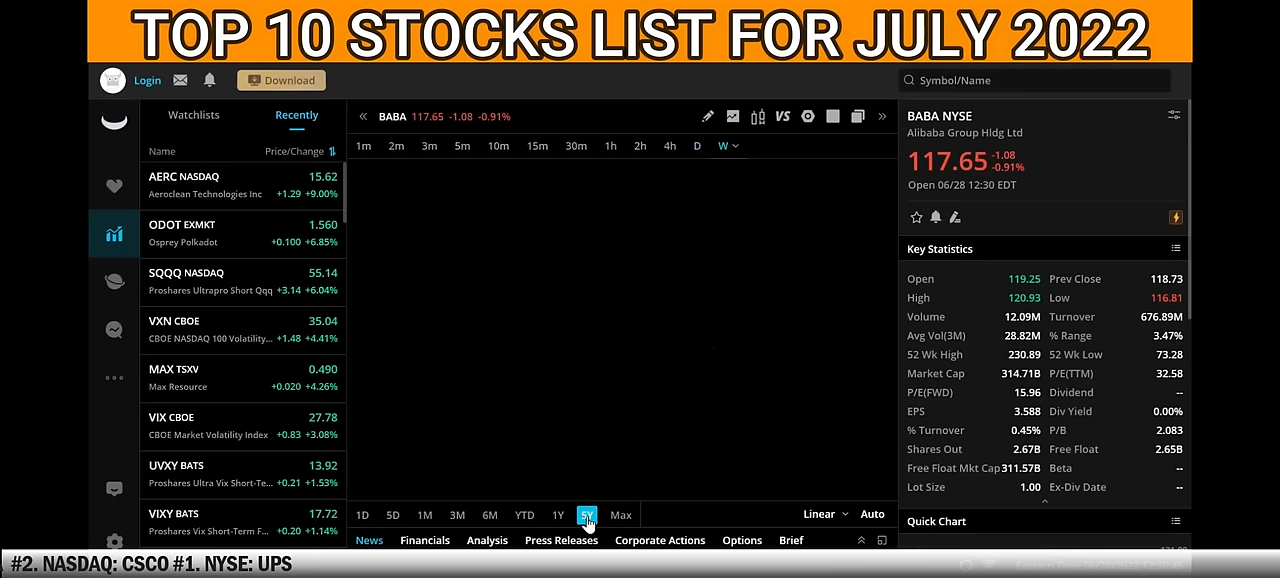 TOP 10 STOCKS LIST FOR JULY 2022
Login
Download
Symbol/Name
Watchlists
Recently
Name
Price/Change
AERC NASDAQ 15.62
Aeroclean Technologies Inc +1.29 +9.00%
ODOT EXMKT 1.560
Osprey Polkadot +0.100 +6.85%
SQQQ NASDAQ 55.14
Proshares Ultrapro Short Qqq +3.14 +6.04%
VXN CBOE 35.04
CBOE NASDAQ 100 Volatility... +1.48 +4.41%
MAX TSXV 0.490
Max Resource +0.020 +4.26%
VIX CBOE 27.78
CBOE Market Volatility Index +0.83 +3.08%
UVXY BATS 13.92
Proshares Ultra Vix Short-Te... +0.21 +1.53%
VIXY BATS 17.72
Proshares Vix Short-Term F... +0.20 +1.14%
BABA 117.65 -1.08 -0.91%
VS
1m 2m 3m 5m 10m 15m 30m 1h 2h 4h D W
1D 5D 1M 3M 6M YTD 1Y 5Y Max
Linear Auto
News Financials Analysis Press Releases Corporate Actions Options Brief
BABA NYSE
Alibaba Group Hldg Ltd
117.65 -1.08 -0.91%
Open 06/28 12:30 EDT
Key Statistics
Open 119.25 Prev Close 118.73
High 120.93 Low 116.81
Volume 12.09M Turnover 676.89M
Avg Vol(3M) 28.82M % Range 3.47%
52 Wk High 230.89 52 Wk Low 73.28
Market Cap 314.71B P/E(TTM) 32.58
P/E(FWD) 15.96 Dividend --
EPS 3.588 Div Yield 0.00%
% Turnover 0.45% P/B 2.083
Shares Out 2.67B Free Float 2.65B
Free Float Mkt Cap 311.57B Beta --
Lot Size 1.00 Ex-Div Date --
Quick Chart
#2. NASDAQ: CSCO #1. NYSE: UPS